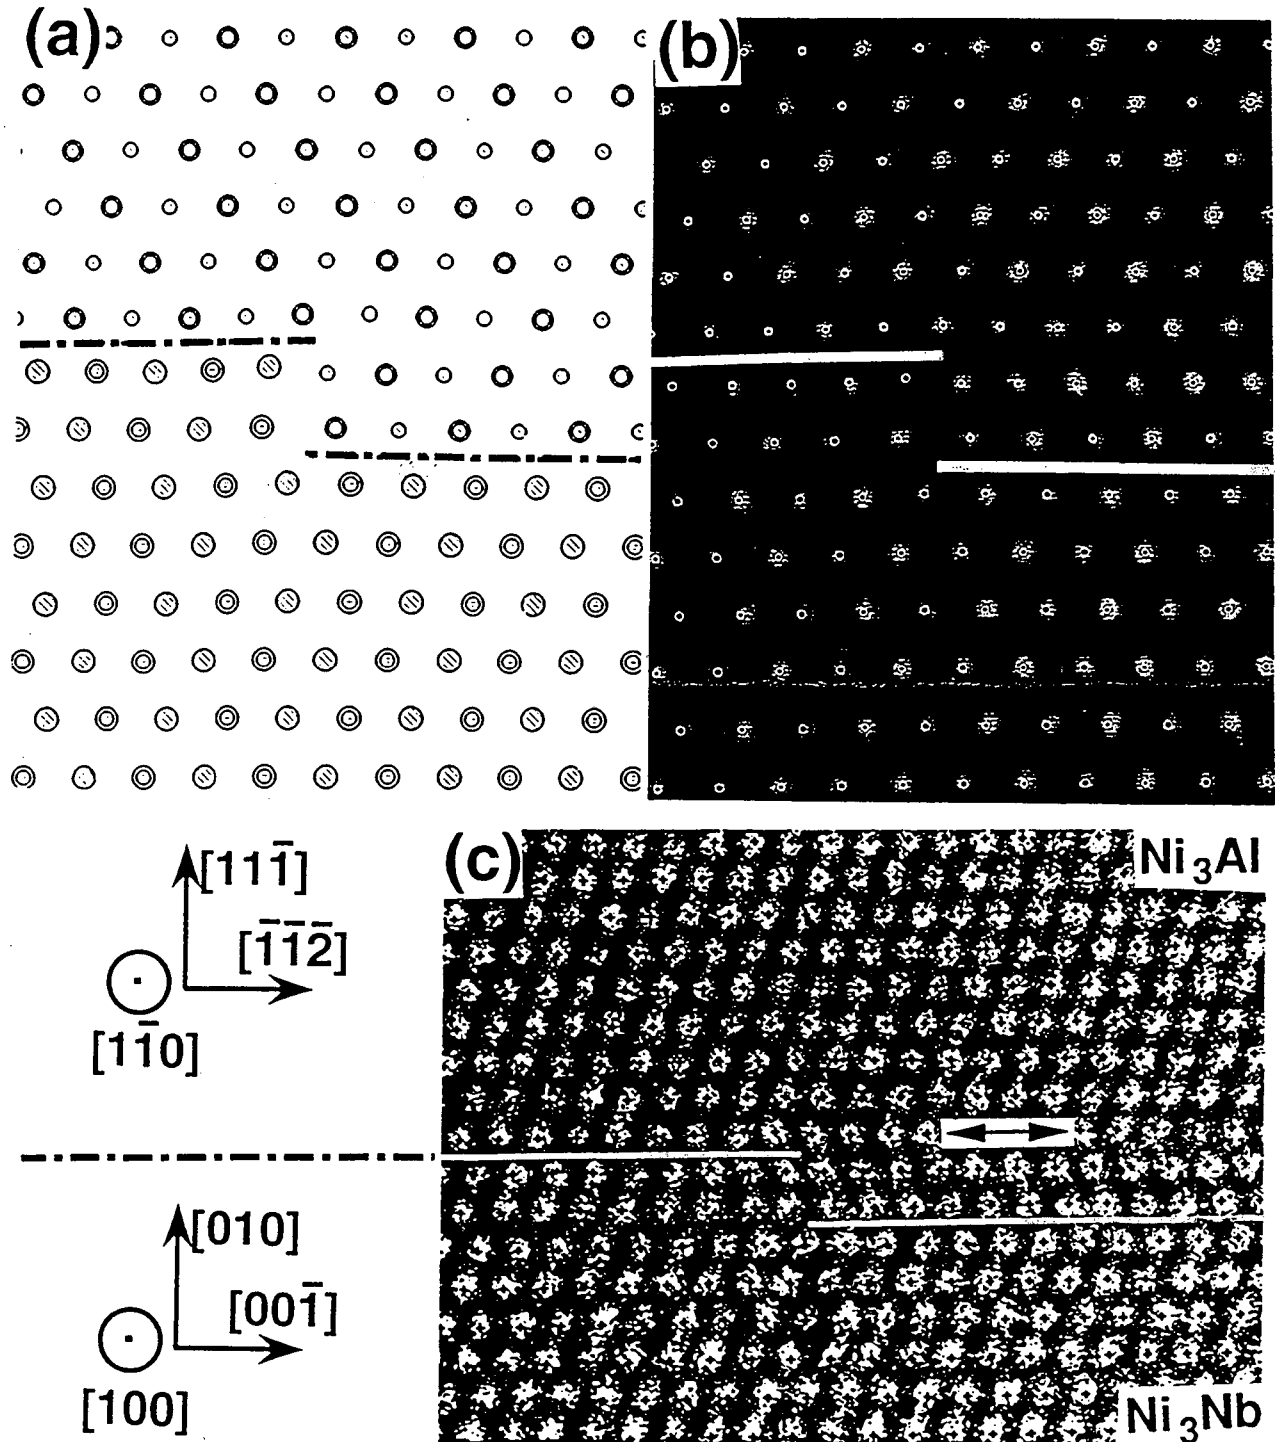 (a)
(b)
[111̅]
[1̅1̅2̅]
[11̅0]
(c)
Ni₃Al
[010]
[001̅]
[100]
Ni₃Nb